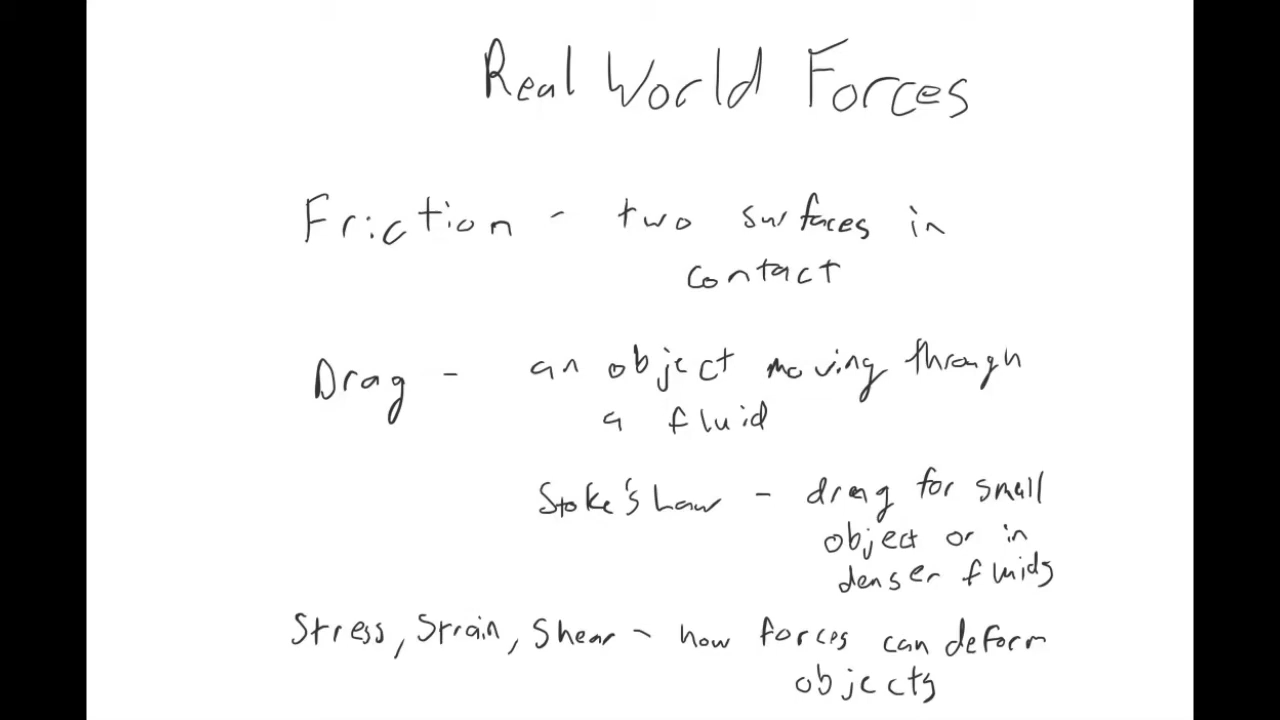 Real World Forces
Friction - two surfaces in
contact
Drag - an object moving through
a fluid
Stoke's Law - drag for small
object or in
denser fluids
Stress, Strain, Shear - how forces can deform
objects